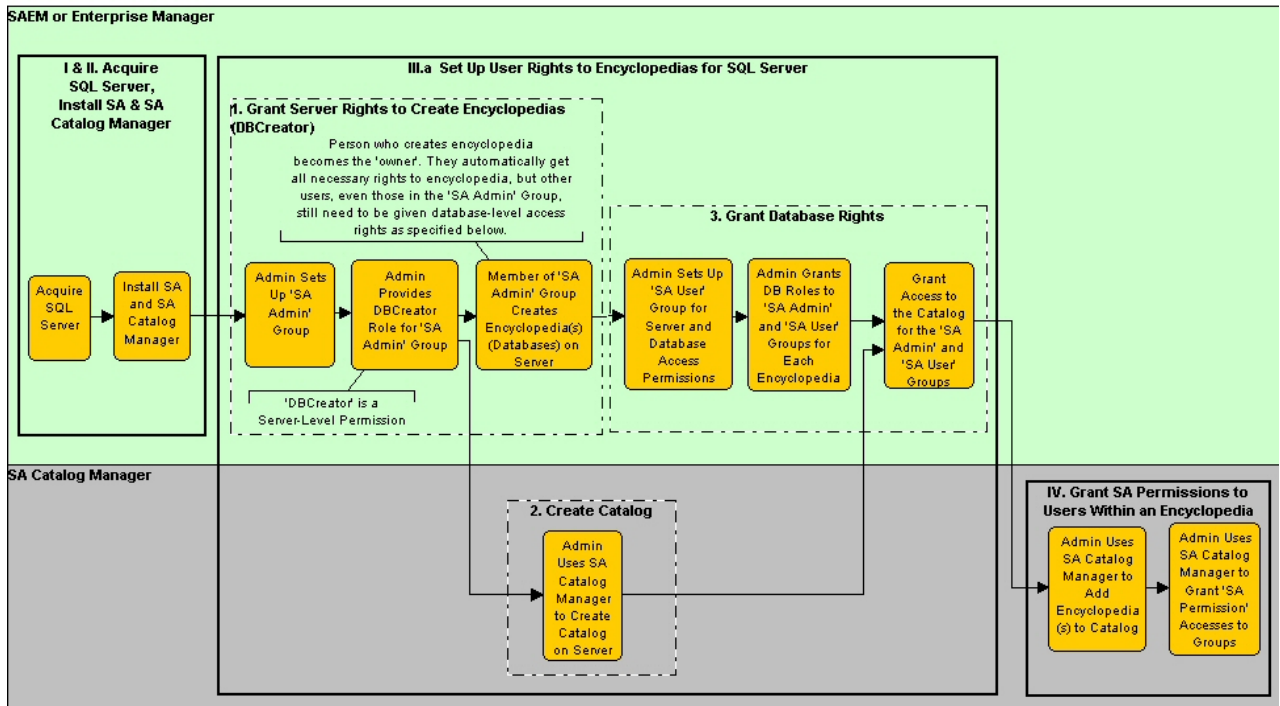 SAEM or Enterprise Manager
I & II. Acquire
SQL Server,
Install SA & SA
Catalog Manager
Acquire
SQL
Server
Install SA
and SA
Catalog
Manager
III.a Set Up User Rights to Encyclopedias for SQL Server
1. Grant Server Rights to Create Encyclopedias
(DBCreator)
Person who creates encyclopedia
becomes the 'owner'. They automatically get
all necessary rights to encyclopedia, but other
users, even those in the 'SA Admin' Group,
still need to be given database-level access
rights as specified below.
Admin Sets
Up 'SA
Admin'
Group
Admin
Provides
DBCreator
Role for 'SA
Admin' Group
Member of 'SA
Admin' Group
Creates
Encyclopedia(s)
(Databases) on
Server
'DBCreator' is a
Server-Level Permission
3. Grant Database Rights
Admin Sets Up
'SA User'
Group for
Server and
Database
Access
Permissions
Admin Grants
DB Roles to
'SA Admin'
and 'SA User'
Groups for
Each
Encyclopedia
Grant
Access to
the Catalog
for the 'SA
Admin' and
'SA User'
Groups
SA Catalog Manager
2. Create Catalog
Admin
Uses SA
Catalog
Manager
to Create
Catalog
on Server
IV. Grant SA Permissions to
Users Within an Encyclopedia
Admin Uses
SA Catalog
Manager to
Add
Encyclopedia
(s) to Catalog
Admin Uses
SA Catalog
Manager to
Grant 'SA
Permission'
Accesses to
Groups